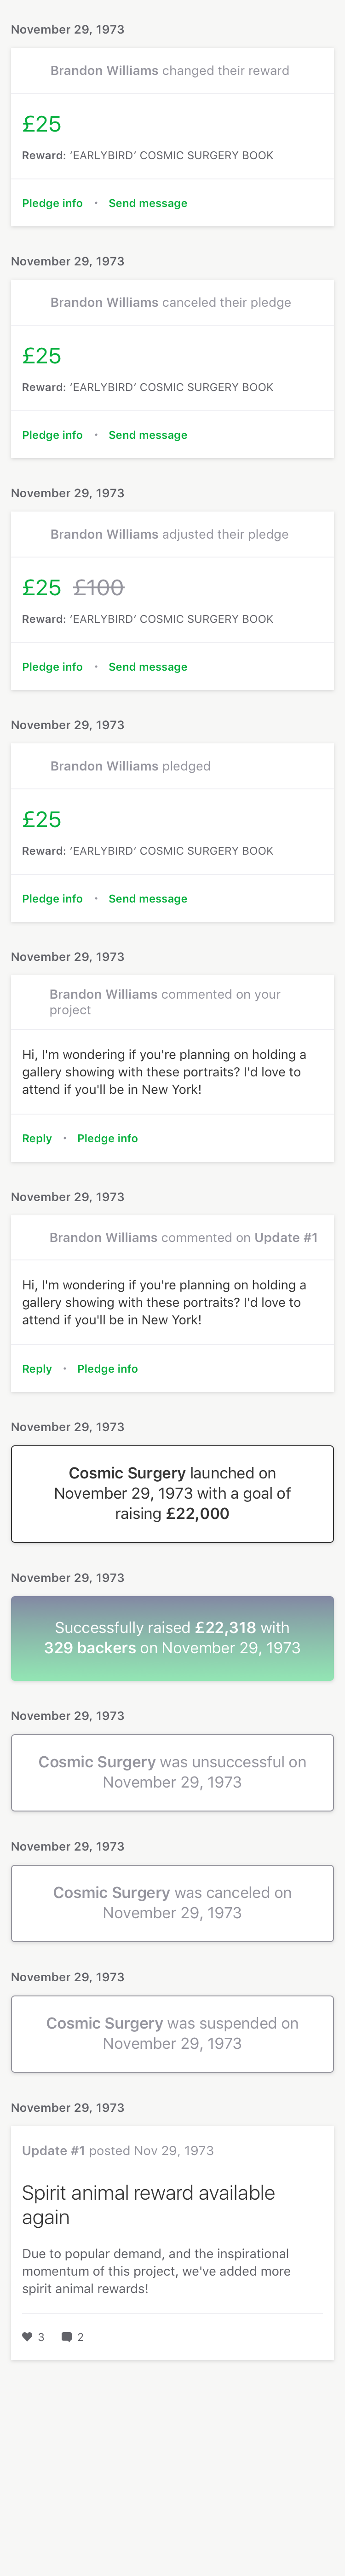 November 29, 1973
Brandon Williams changed their reward
£25
Reward: ‘EARLYBIRD’ COSMIC SURGERY BOOK
Pledge info • Send message
November 29, 1973
Brandon Williams canceled their pledge
£25
Reward: ‘EARLYBIRD’ COSMIC SURGERY BOOK
Pledge info • Send message
November 29, 1973
Brandon Williams adjusted their pledge
£25 £100
Reward: ‘EARLYBIRD’ COSMIC SURGERY BOOK
Pledge info • Send message
November 29, 1973
Brandon Williams pledged
£25
Reward: ‘EARLYBIRD’ COSMIC SURGERY BOOK
Pledge info • Send message
November 29, 1973
Brandon Williams commented on your
project
Hi, I'm wondering if you're planning on holding a
gallery showing with these portraits? I'd love to
attend if you'll be in New York!
Reply • Pledge info
November 29, 1973
Brandon Williams commented on Update #1
Hi, I'm wondering if you're planning on holding a
gallery showing with these portraits? I'd love to
attend if you'll be in New York!
Reply • Pledge info
November 29, 1973
Cosmic Surgery launched on
November 29, 1973 with a goal of
raising £22,000
November 29, 1973
Successfully raised £22,318 with
329 backers on November 29, 1973
November 29, 1973
Cosmic Surgery was unsuccessful on
November 29, 1973
November 29, 1973
Cosmic Surgery was canceled on
November 29, 1973
November 29, 1973
Cosmic Surgery was suspended on
November 29, 1973
November 29, 1973
Update #1 posted Nov 29, 1973
Spirit animal reward available
again
Due to popular demand, and the inspirational
momentum of this project, we've added more
spirit animal rewards!
3 2